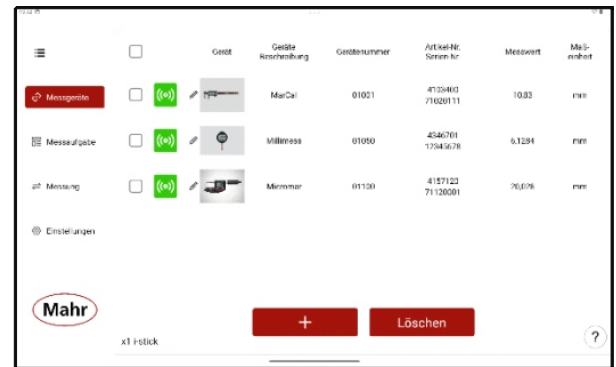 Gerät
Geräte
Beschreibung
Gerätenummer
Artikel-Nr.
Serien-Nr.
Messwert
Maß-
einheit
Messgeräte
MarCal
01001
4103400
71020111
10,83
mm
Messaufgabe
Millimess
01050
4346701
12345678
6,1284
mm
Messung
Micromar
01100
4157120
71120001
20,028
mm
Einstellungen
Mahr
+
Löschen
?
x1 i-stick